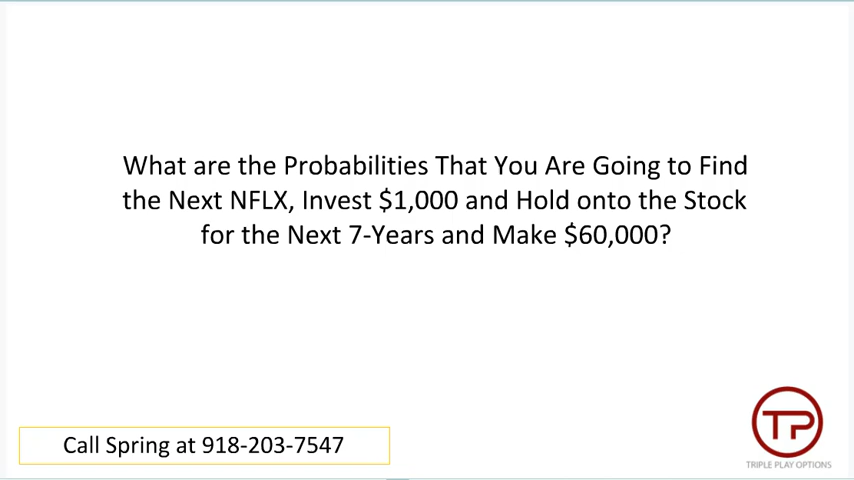 What are the Probabilities That You Are Going to Find
the Next NFLX, Invest $1,000 and Hold onto the Stock
for the Next 7-Years and Make $60,000?
Call Spring at 918-203-7547
TP
TRIPLE PLAY OPTIONS